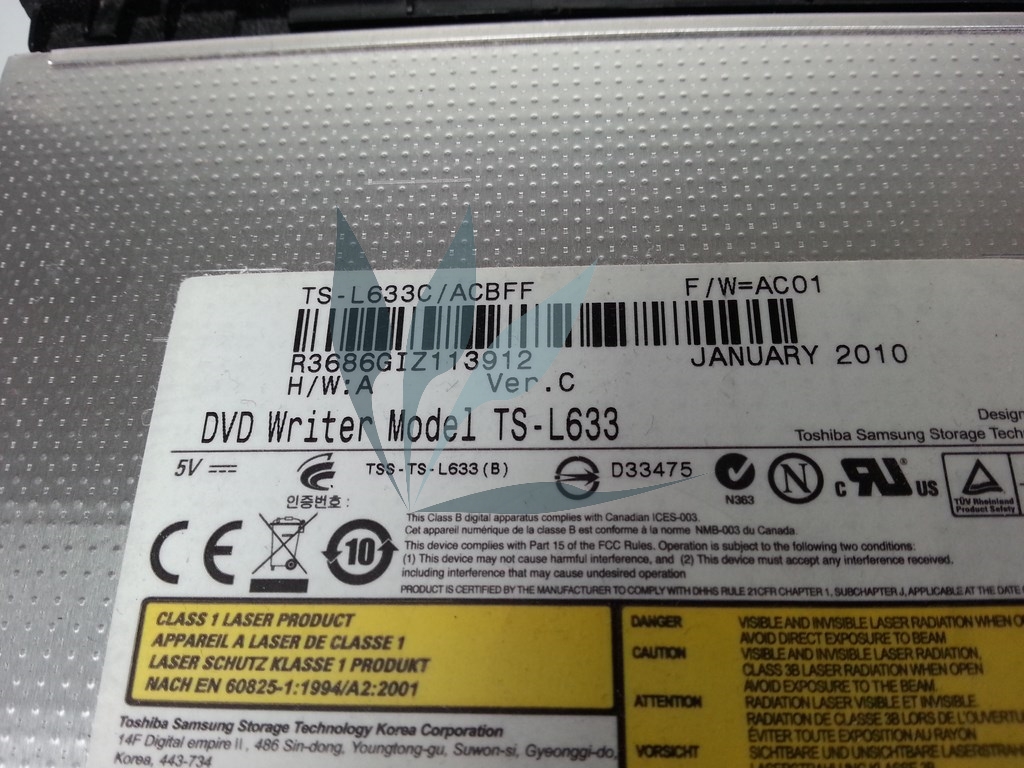 TS-L633C/ACBFF F/W=AC01
R3686GIZ113912 JANUARY 2010
H/W:A Ver.C
DVD Writer Model TS-L633
Design
Toshiba Samsung Storage Tech
5V TSS-TS-L633(B) D33475 N363 N c RU US TÜV Rheinland Product Safety
인증번호 :
CE 10
This Class B digital apparatus complies with Canadian ICES-003.
Cet appareil numérique de la classe B est conforme à la norme NMB-003 du Canada.
This device complies with Part 15 of the FCC Rules. Operation is subject to the following two conditions:
(1) This device may not cause harmful interference, and (2) This device must accept any interference received.
including interference that may cause undesired operation
PRODUCT IS CERTIFIED BY THE MANUFACTURER TO COMPLY WITH DHHS RULE 21CFR CHAPTER 1, SUBCHAPTER J, APPLICABLE AT THE DATE
CLASS 1 LASER PRODUCT
APPAREIL A LASER DE CLASSE 1
LASER SCHUTZ KLASSE 1 PRODUKT
NACH EN 60825-1:1994/A2:2001
DANGER VISIBLE AND INVISIBLE LASER RADIATION WHEN
AVOID DIRECT EXPOSURE TO BEAM
CAUTION VISIBLE AND INVISIBLE LASER RADIATION,
CLASS 3B LASER RADIATION WHEN OPEN
AVOID EXPOSURE TO THE BEAM.
ATTENTION RADIATION LASER VISIBLE ET INVISIBLE.
RADIATION DE CLASSE 3B LORS DE L'OUVERTU
ÉVITER TOUTE EXPOSITION AU RAYON
VORSICHT SICHTBARE UND UNSICHTBARE LASERSTRAH
LASERSTRAHLUNG KLASSE 3B
Toshiba Samsung Storage Technology Korea Corporation
14F Digital empire II , 486 Sin-dong, Youngtong-gu, Suwon-si, Gyeonggi-do,
Korea, 443-734